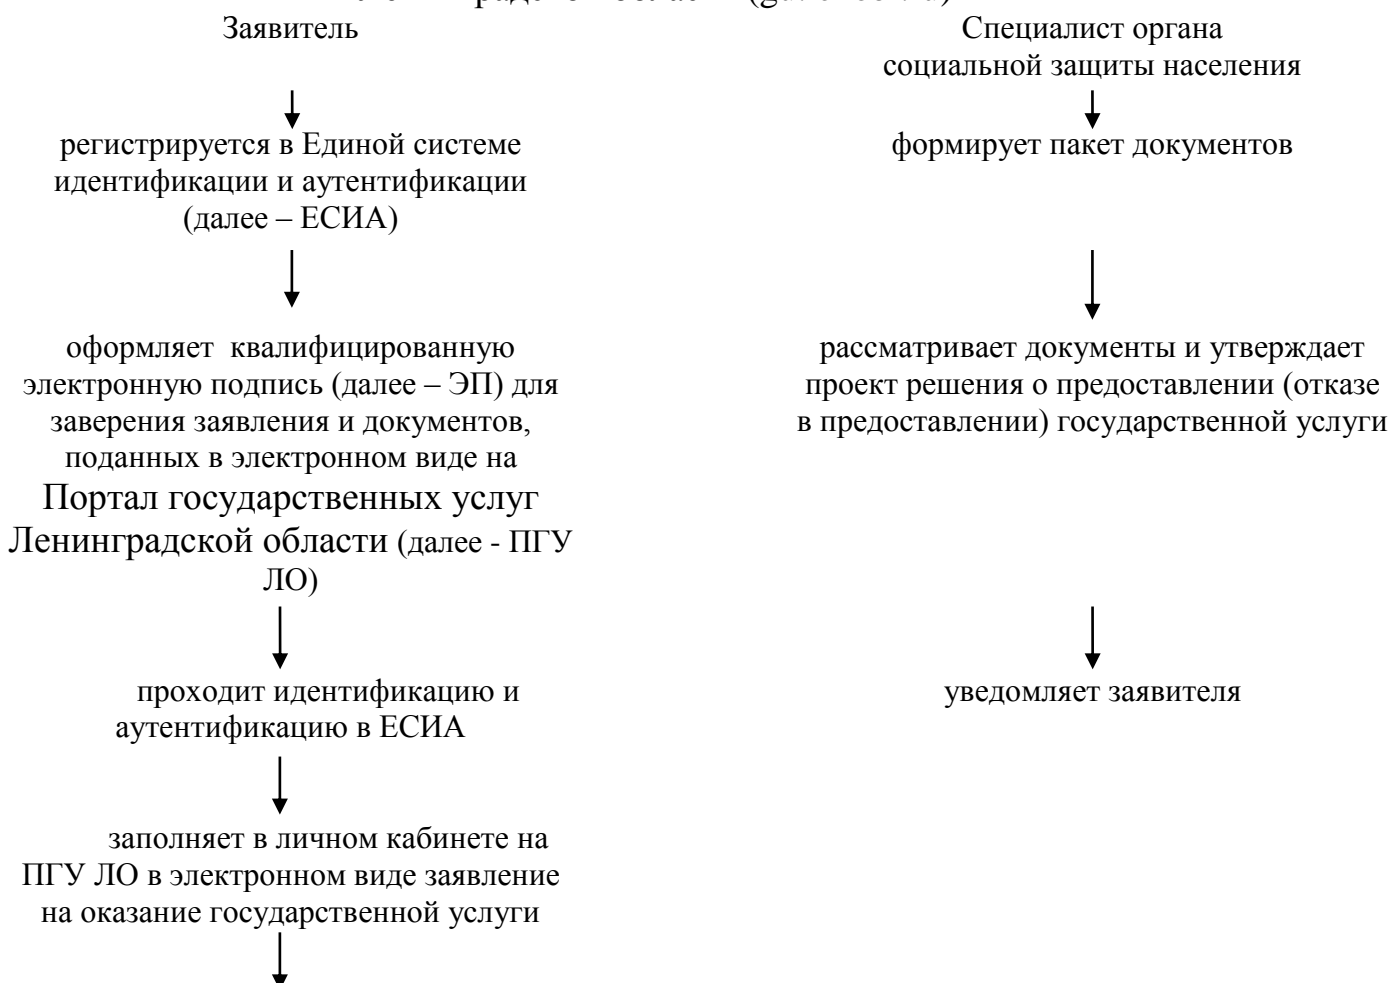 Заявитель
регистрируется в Единой системе
идентификации и аутентификации
(далее – ЕСИА)
оформляет квалифицированную
электронную подпись (далее – ЭП) для
заверения заявления и документов,
поданных в электронном виде на
Портал государственных услуг
Ленинградской области (далее - ПГУ
ЛО)
проходит идентификацию и
аутентификацию в ЕСИА
заполняет в личном кабинете на
ПГУ ЛО в электронном виде заявление
на оказание государственной услуги
Специалист органа
социальной защиты населения
формирует пакет документов
рассматривает документы и утверждает
проект решения о предоставлении (отказе
в предоставлении) государственной услуги
уведомляет заявителя